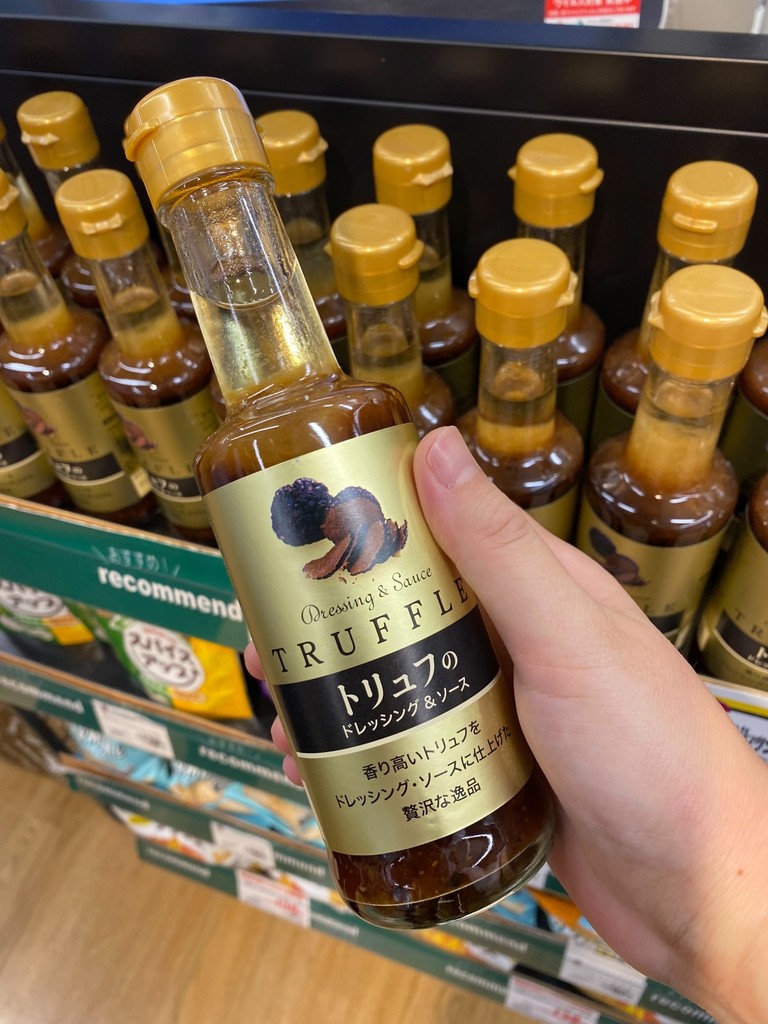 Dressing & Sauce
TRUFFLE
トリュフの
ドレッシング&ソース
香り高いトリュフを
ドレッシング・ソースに仕上げた
贅沢な逸品
おすすめ!
recommend
スパイス
アップ!
recommend
recommend